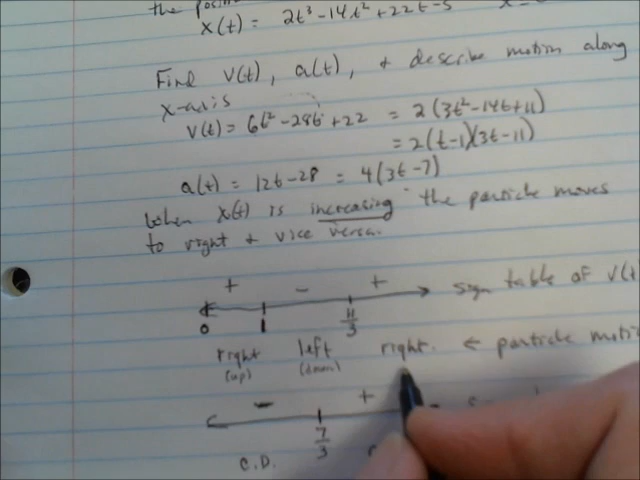 the position
x(t) = 2t³-14t²+22t-5
Find v(t), a(t), + describe motion along
x-axis
v(t) = 6t²-28t+22 = 2(3t²-14t+11)
= 2(t-1)(3t-11)
a(t) = 12t-28 = 4(3t-7)
When x(t) is increasing the particle moves
to right + vice versa.
+ - + sign table of v(t)
0 1 11/3
right left right. ← particle motion
(up) (down)
- +
7/3
C.D.